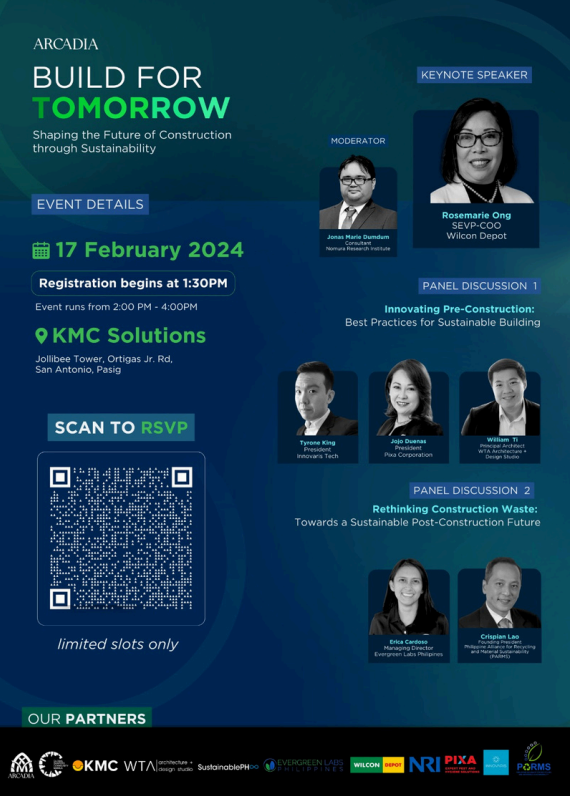 ARCADIA
BUILD FOR
TOMORROW
Shaping the Future of Construction
through Sustainability
EVENT DETAILS
17 February 2024
Registration begins at 1:30PM
Event runs from 2:00 PM - 4:00PM
KMC Solutions
Jollibee Tower, Ortigas Jr. Rd,
San Antonio, Pasig
SCAN TO RSVP
limited slots only
KEYNOTE SPEAKER
Rosemarie Ong
SEVP-COO
Wilcon Depot
MODERATOR
Jonas Marie Dumdum
Consultant
Nomura Research Institute
PANEL DISCUSSION 1
Innovating Pre-Construction:
Best Practices for Sustainable Building
Tyrone King
President
Innovaris Tech
Jojo Duenas
President
Pixa Corporation
William Ti
Principal Architect
WTA Architecture +
Design Studio
PANEL DISCUSSION 2
Rethinking Construction Waste:
Towards a Sustainable Post-Construction Future
Erica Cardoso
Managing Director
Evergreen Labs Philipines
Crispian Lao
Founding President
Philippine Alliance for Recycling
and Material Sustainability
(PARMS)
OUR PARTNERS
ARCADIA
KMC
WTA architecture +
design studio
SustainablePH
EVERGREEN LABS
PHILIPPINES
WILCON DEPOT
NRI
PIXA
PARMS